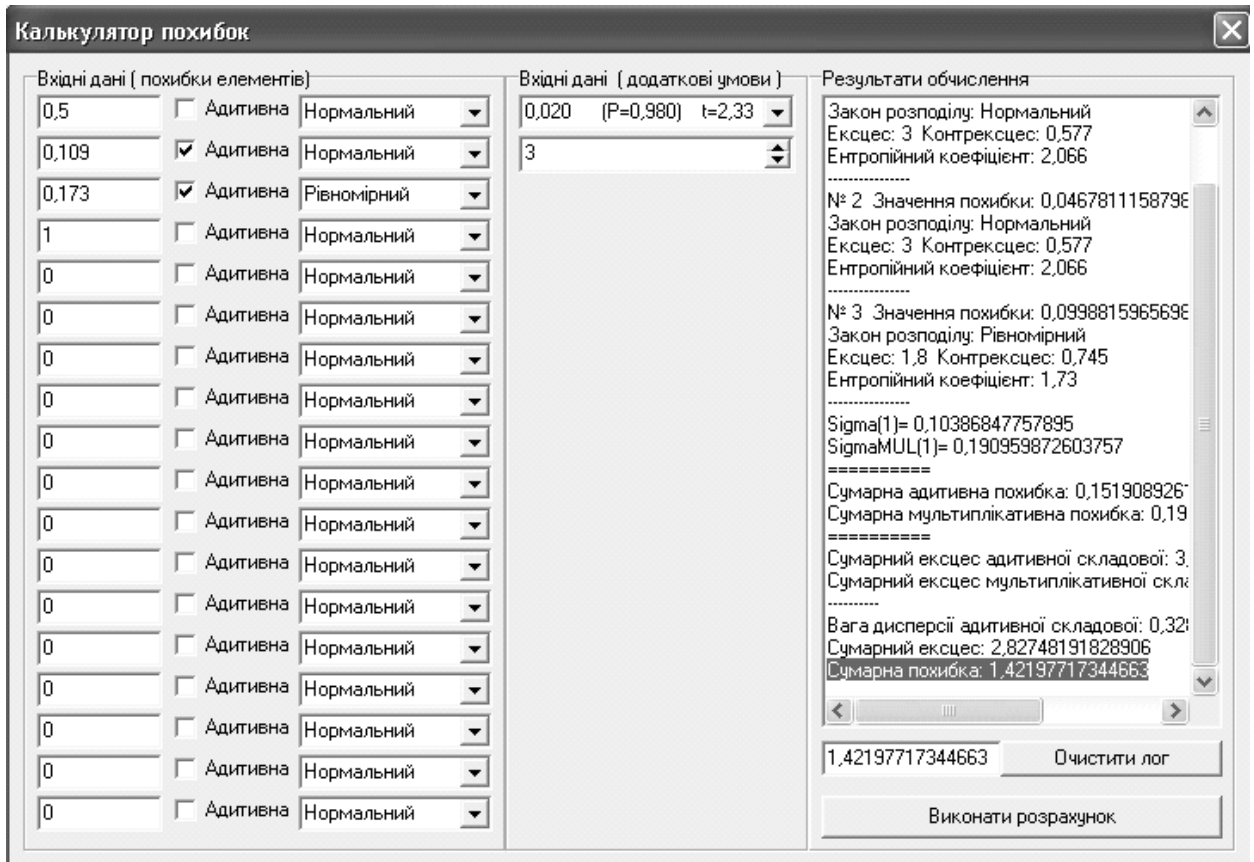 Калькулятор похибок
Вхідні дані ( похибки елементів)
0,5 Адитивна Нормальний
0,109 Адитивна Нормальний
0,173 Адитивна Рівномірний
1 Адитивна Нормальний
0 Адитивна Нормальний
0 Адитивна Нормальний
0 Адитивна Нормальний
0 Адитивна Нормальний
0 Адитивна Нормальний
0 Адитивна Нормальний
0 Адитивна Нормальний
0 Адитивна Нормальний
0 Адитивна Нормальний
0 Адитивна Нормальний
0 Адитивна Нормальний
0 Адитивна Нормальний
0 Адитивна Нормальний
0 Адитивна Нормальний
Вхідні дані ( додаткові умови )
0,020 (P=0,980) t=2,33
3
Результати обчислення
Закон розподілу: Нормальний
Ексцес: 3 Контрексцес: 0,577
Ентропійний коефіцієнт: 2,066
---------------
№ 2 Значення похибки: 0,0467811158798
Закон розподілу: Нормальний
Ексцес: 3 Контрексцес: 0,577
Ентропійний коефіцієнт: 2,066
---------------
№ 3 Значення похибки: 0,0998815965698
Закон розподілу: Рівномірний
Ексцес: 1,8 Контрексцес: 0,745
Ентропійний коефіцієнт: 1,73
---------------
Sigma(1)= 0,10386847757895
SigmaMUL(1)= 0,190959872603757
==========
Сумарна адитивна похибка: 0,151908926
Сумарна мультиплікативна похибка: 0,19
==========
Сумарний ексцес адитивної складової: 3,
Сумарний ексцес мультиплікативної скла
----------
Вага дисперсії адитивної складової: 0,32
Сумарний ексцес: 2,82748191828906
Сумарна похибка: 1,42197717344663
1,42197717344663
Очистити лог
Виконати розрахунок